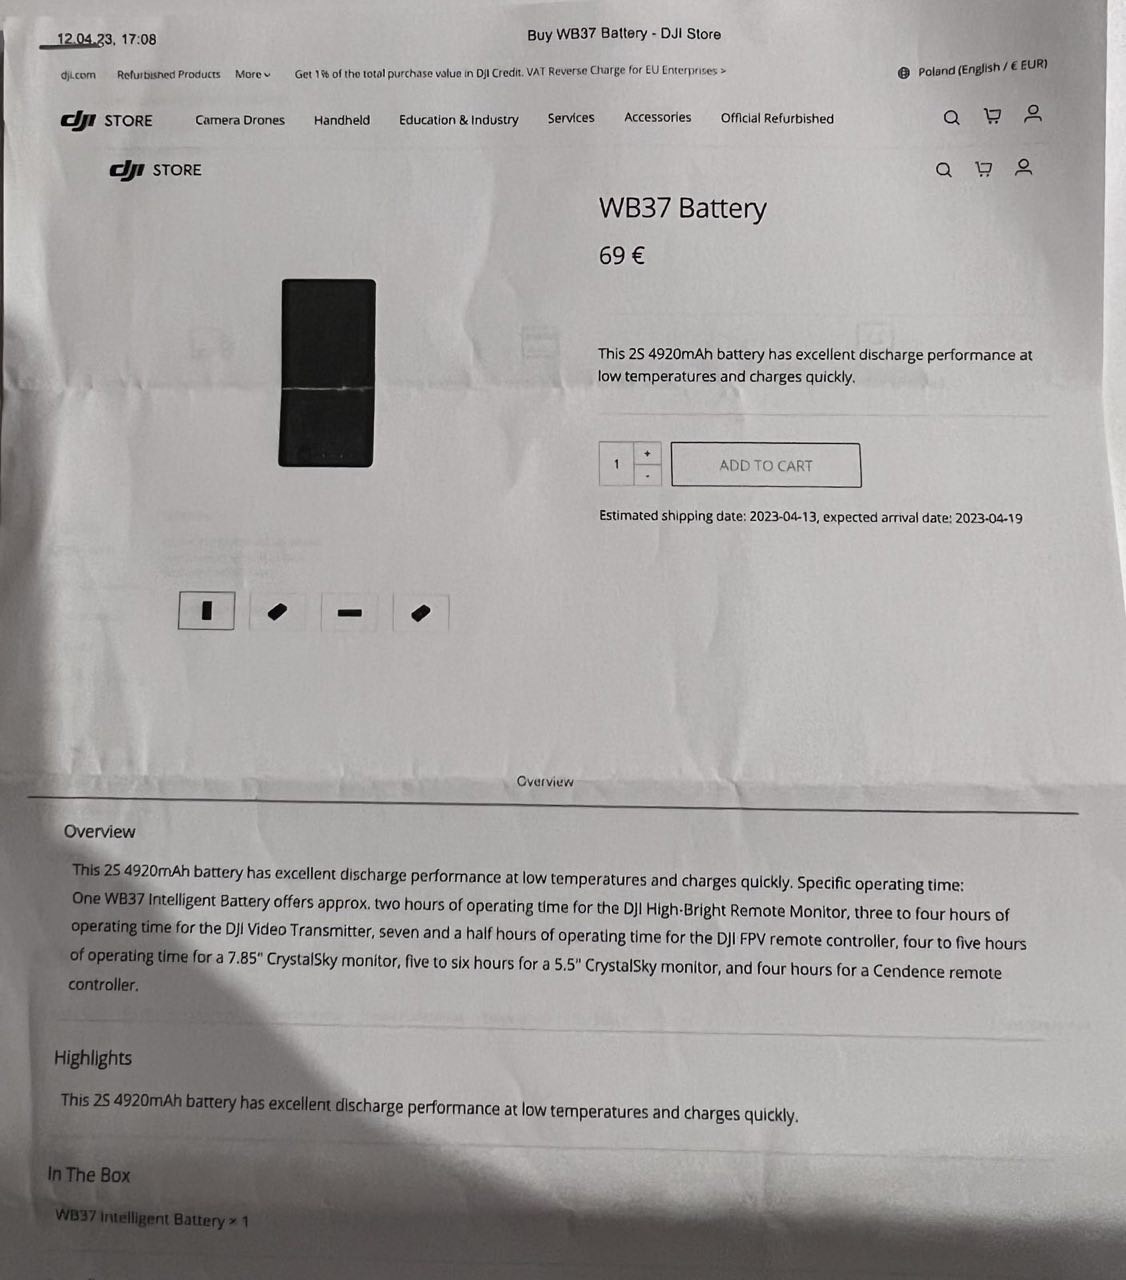 12.04.23, 17:08
Buy WB37 Battery - DJI Store
dji.com Refurbished Products More Get 1% of the total purchase value in DJI Credit. VAT Reverse Charge for EU Enterprises > Poland (English / € EUR)
dji STORE Camera Drones Handheld Education & Industry Services Accessories Official Refurbished
dji STORE
WB37 Battery
69 €
This 2S 4920mAh battery has excellent discharge performance at
low temperatures and charges quickly.
1 + -
ADD TO CART
Estimated shipping date: 2023-04-13, expected arrival date: 2023-04-19
Overview
Overview
This 2S 4920mAh battery has excellent discharge performance at low temperatures and charges quickly. Specific operating time:
One WB37 Intelligent Battery offers approx. two hours of operating time for the DJI High-Bright Remote Monitor, three to four hours of
operating time for the DJI Video Transmitter, seven and a half hours of operating time for the DJI FPV remote controller, four to five hours
of operating time for a 7.85" CrystalSky monitor, five to six hours for a 5.5" CrystalSky monitor, and four hours for a Cendence remote
controller.
Highlights
This 2S 4920mAh battery has excellent discharge performance at low temperatures and charges quickly.
In The Box
WB37 Intelligent Battery × 1